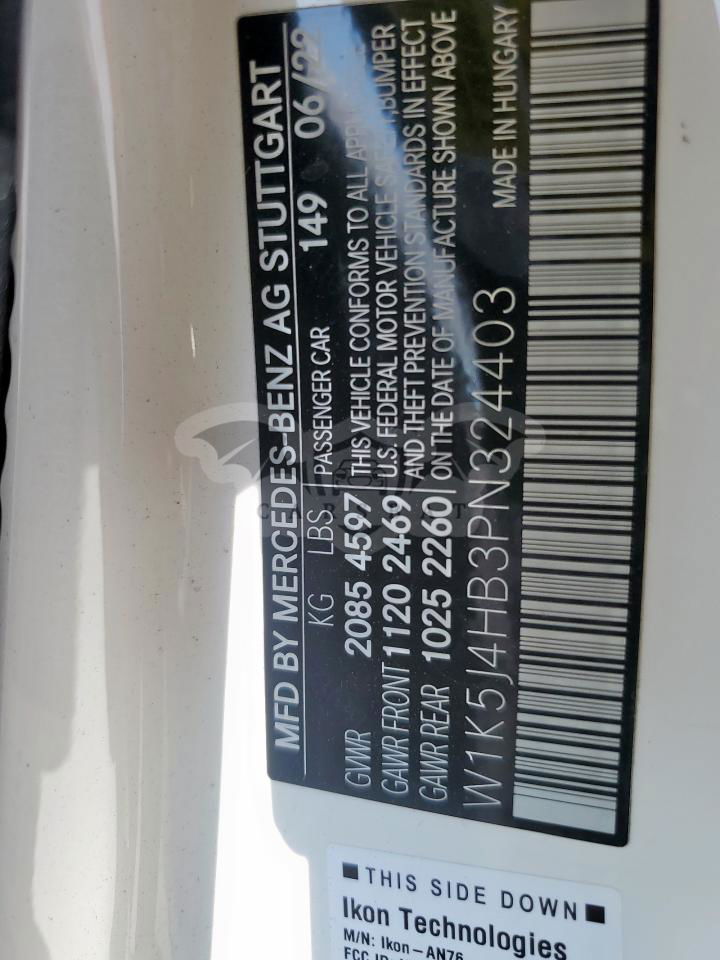 MFD BY MERCEDES-BENZ AG STUTTGART
KG LBS PASSENGER CAR 149 06/22
GVWR 2085 4597 THIS VEHICLE CONFORMS TO ALL
GAWR FRONT 1120 2469 U.S. FEDERAL MOTOR VEHICLE BUMPER
GAWR REAR 1025 2260 AND THEFT PREVENTION STANDARDS IN EFFECT
ON THE DATE OF MANUFACTURE SHOWN ABOVE
W1K5J4HB3PN324403 MADE IN HUNGARY
THIS SIDE DOWN
Ikon Technologies
M/N: Ikon-AN76
FCC ID: